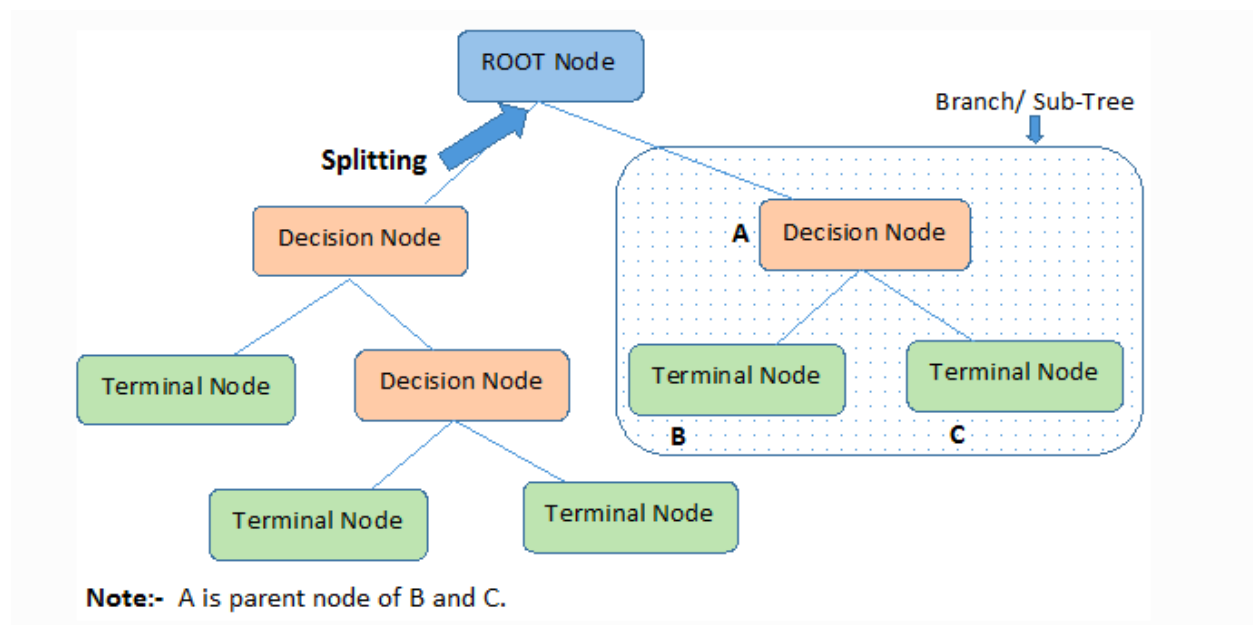 ROOT Node
Branch/ Sub-Tree
Splitting
Decision Node
A
Decision Node
Terminal Node
Decision Node
Terminal Node
Terminal Node
B
C
Terminal Node
Terminal Node
Note:- A is parent node of B and C.